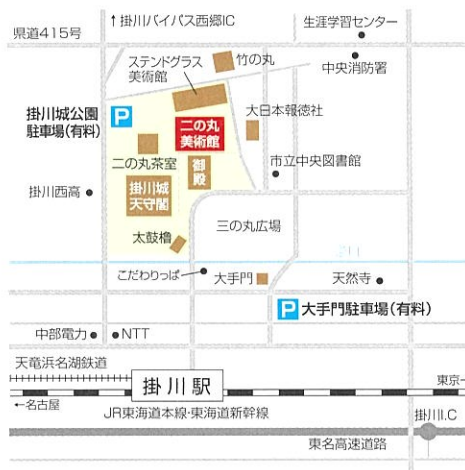 県道415号
↑掛川バイパス西郷IC
生涯学習センター
ステンドグラス
美術館
竹の丸
中央消防署
掛川城公園
駐車場(有料)
P
二の丸
美術館
大日本報徳社
二の丸茶室
御殿
市立中央図書館
掛川西高
掛川城
天守閣
三の丸広場
太鼓櫓
こだわりっぱ
大手門
天然寺
P 大手門駐車場(有料)
中部電力
NTT
天竜浜名湖鉄道
掛川駅
東京→
←名古屋
JR東海道本線・東海道新幹線
掛川I.C
東名高速道路